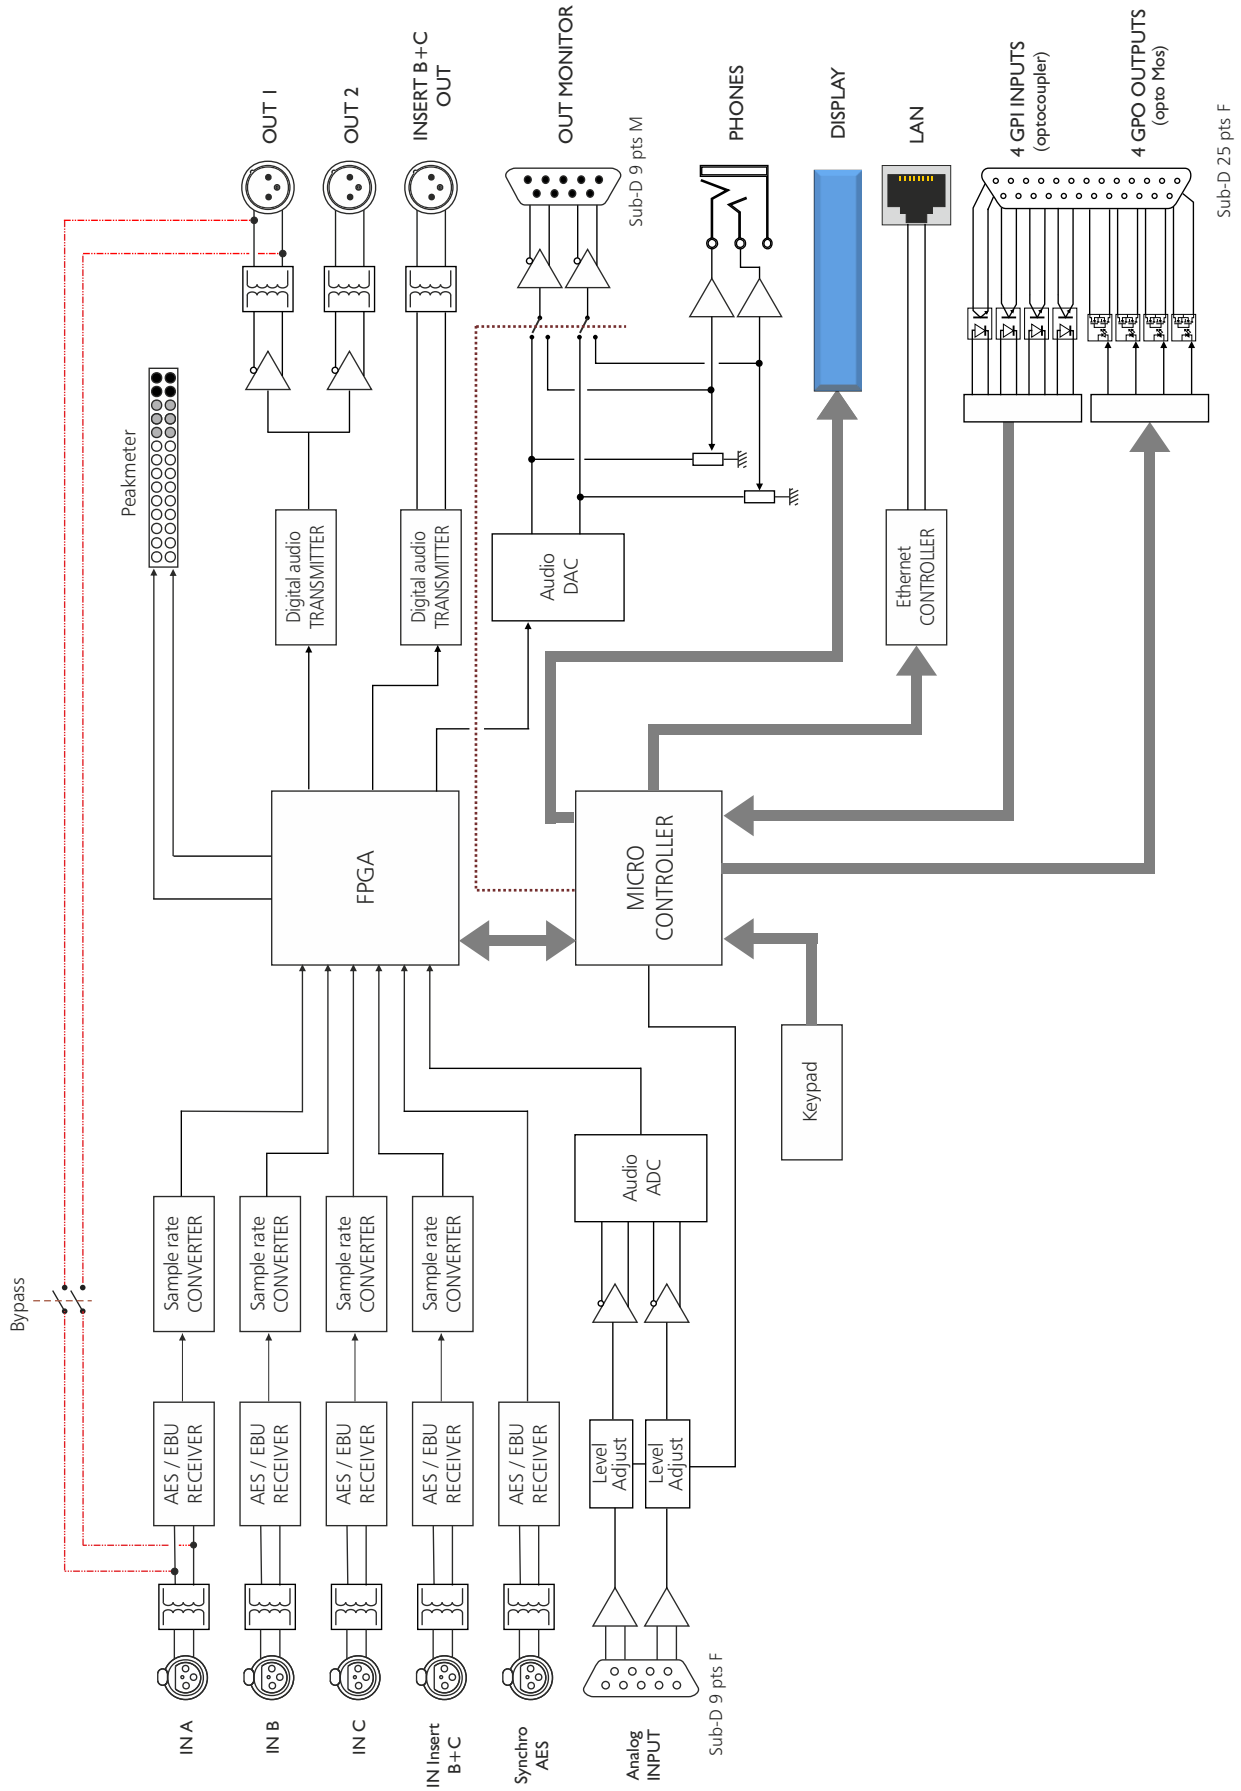 Bypass
Peakmeter
IN A
AES / EBU
RECEIVER
Sample rate
CONVERTER
IN B
AES / EBU
RECEIVER
Sample rate
CONVERTER
IN C
AES / EBU
RECEIVER
Sample rate
CONVERTER
IN Insert
B+C
AES / EBU
RECEIVER
Sample rate
CONVERTER
Synchro
AES
AES / EBU
RECEIVER
Analog
INPUT
Sub-D 9 pts F
Level
Adjust
Level
Adjust
Audio
ADC
Keypad
FPGA
MICRO
CONTROLLER
Digital audio
TRANSMITTER
Digital audio
TRANSMITTER
Audio
DAC
Ethernet
CONTROLLER
OUT 1
OUT 2
INSERT B+C
OUT
OUT MONITOR
Sub-D 9 pts M
PHONES
DISPLAY
LAN
4 GPI INPUTS
(optocoupler)
4 GPO OUTPUTS
(opto Mos)
Sub-D 25 pts F